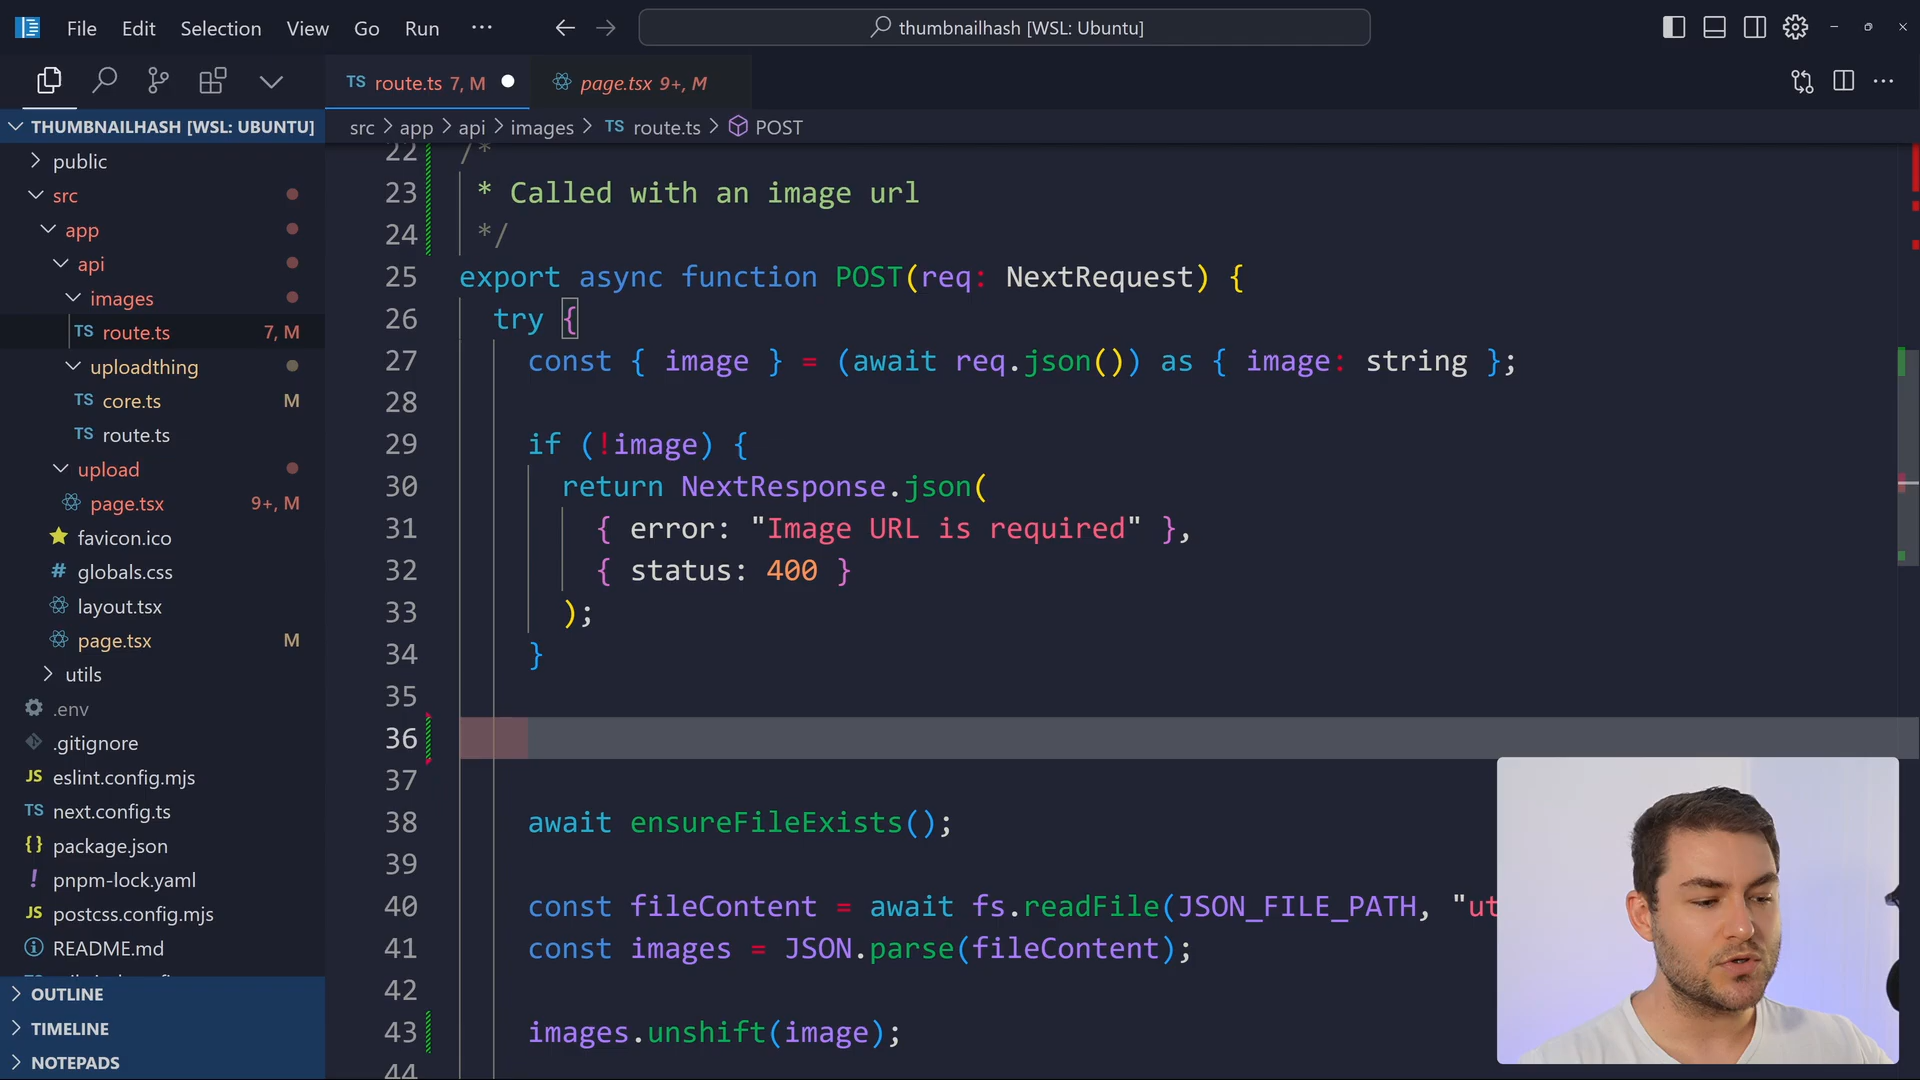 File Edit Selection View Go Run ···
thumbnailhash [WSL: Ubuntu]
TS route.ts 7, M
page.tsx 9+, M
THUMBNAILHASH [WSL: UBUNTU]
src > app > api > images > TS route.ts > POST
public
src
app
api
images
TS route.ts 7, M
uploadthing
TS core.ts M
TS route.ts
upload
page.tsx 9+, M
favicon.ico
# globals.css
layout.tsx
page.tsx M
utils
.env
.gitignore
JS eslint.config.mjs
TS next.config.ts
{} package.json
! pnpm-lock.yaml
JS postcss.config.mjs
README.md
OUTLINE
TIMELINE
NOTEPADS
22 /*
23 * Called with an image url
24 */
25 export async function POST(req: NextRequest) {
26 try {
27 const { image } = (await req.json()) as { image: string };
28
29 if (!image) {
30 return NextResponse.json(
31 { error: "Image URL is required" },
32 { status: 400 }
33 );
34 }
35
36
37
38 await ensureFileExists();
39
40 const fileContent = await fs.readFile(JSON_FILE_PATH, "ut
41 const images = JSON.parse(fileContent);
42
43 images.unshift(image);
44